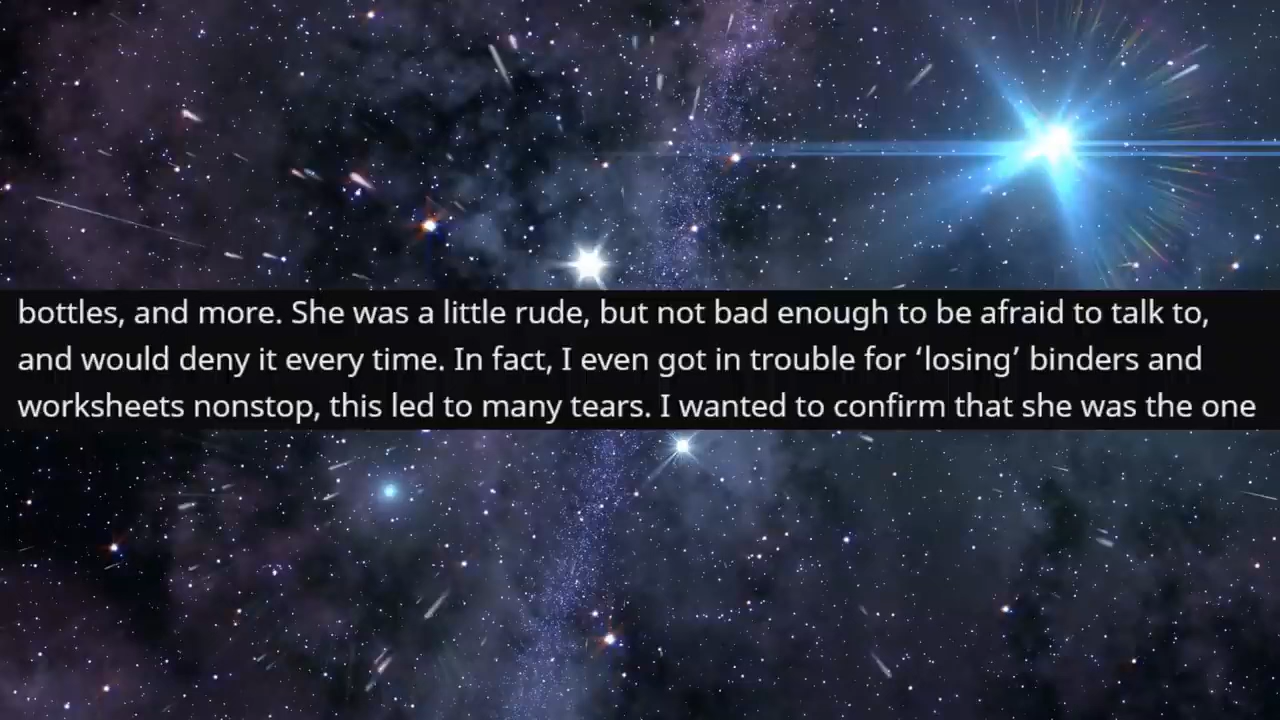 bottles, and more. She was a little rude, but not bad enough to be afraid to talk to,
and would deny it every time. In fact, I even got in trouble for ‘losing’ binders and
worksheets nonstop, this led to many tears. I wanted to confirm that she was the one